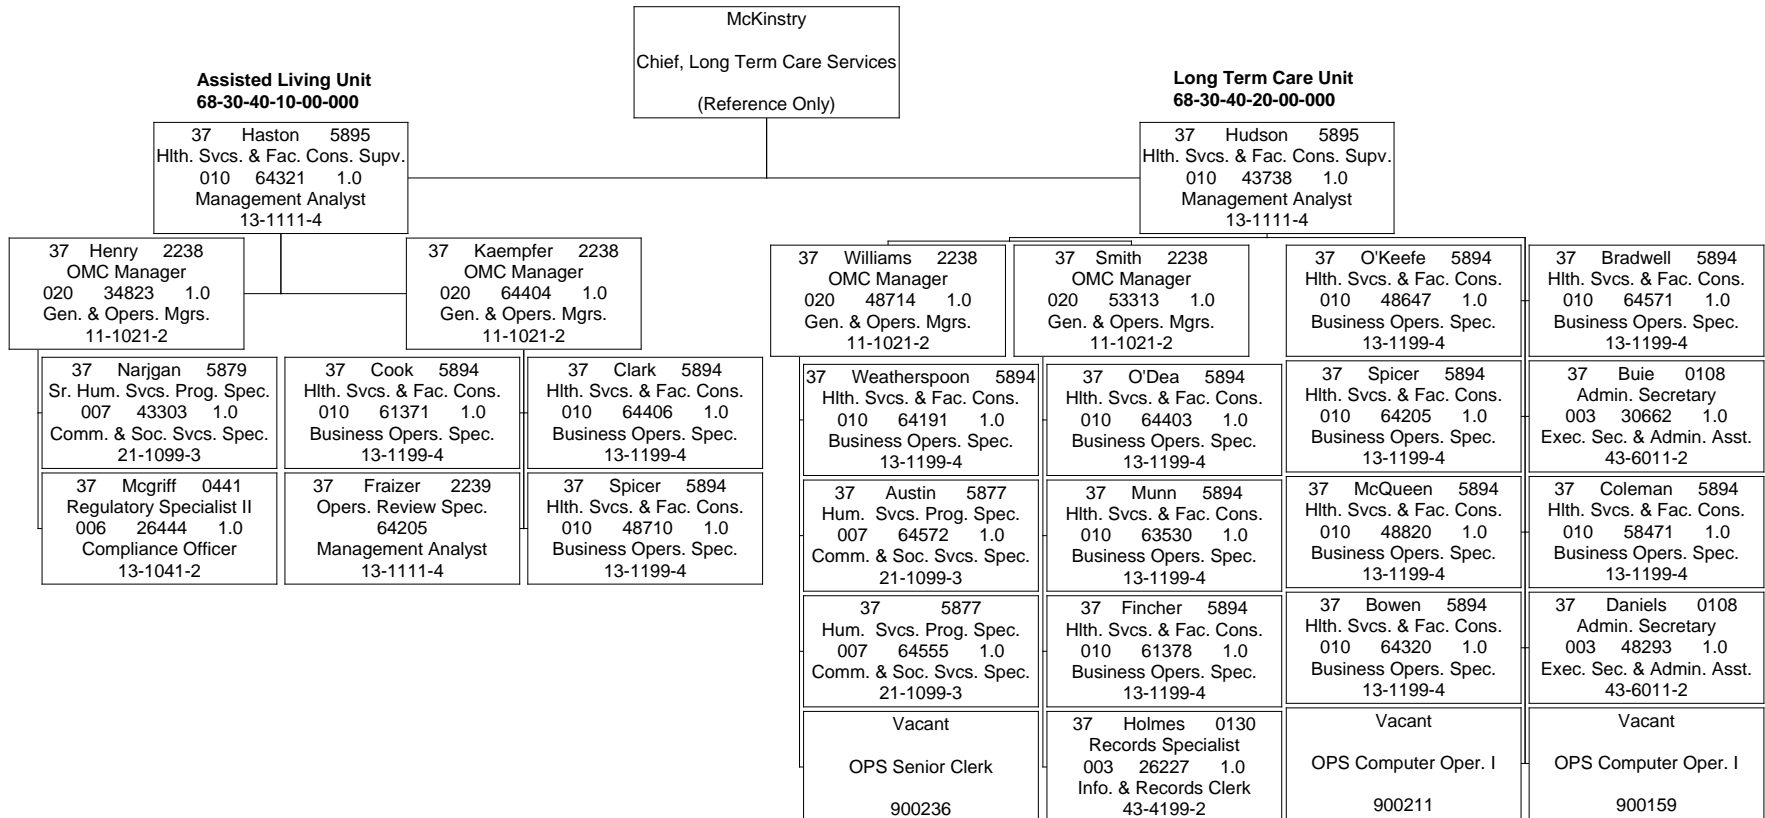 McKinstry
Chief, Long Term Care Services
(Reference Only)
Assisted Living Unit
68-30-40-10-00-000
Long Term Care Unit
68-30-40-20-00-000
37 Haston 5895
Hlth. Svcs. & Fac. Cons. Supv.
010 64321 1.0
Management Analyst
13-1111-4
37 Hudson 5895
Hlth. Svcs. & Fac. Cons. Supv.
010 43738 1.0
Management Analyst
13-1111-4
37 Henry 2238
OMC Manager
020 34823 1.0
Gen. & Opers. Mgrs.
11-1021-2
37 Kaempfer 2238
OMC Manager
020 64404 1.0
Gen. & Opers. Mgrs.
11-1021-2
37 Williams 2238
OMC Manager
020 48714 1.0
Gen. & Opers. Mgrs.
11-1021-2
37 Smith 2238
OMC Manager
020 53313 1.0
Gen. & Opers. Mgrs.
11-1021-2
37 O'Keefe 5894
Hlth. Svcs. & Fac. Cons.
010 48647 1.0
Business Opers. Spec.
13-1199-4
37 Bradwell 5894
Hlth. Svcs. & Fac. Cons.
010 64571 1.0
Business Opers. Spec.
13-1199-4
37 Narjgan 5879
Sr. Hum. Svcs. Prog. Spec.
007 43303 1.0
Comm. & Soc. Svcs. Spec.
21-1099-3
37 Cook 5894
Hlth. Svcs. & Fac. Cons.
010 61371 1.0
Business Opers. Spec.
13-1199-4
37 Clark 5894
Hlth. Svcs. & Fac. Cons.
010 64406 1.0
Business Opers. Spec.
13-1199-4
37 Weatherspoon 5894
Hlth. Svcs. & Fac. Cons.
010 64191 1.0
Business Opers. Spec.
13-1199-4
37 O'Dea 5894
Hlth. Svcs. & Fac. Cons.
010 64403 1.0
Business Opers. Spec.
13-1199-4
37 Spicer 5894
Hlth. Svcs. & Fac. Cons.
010 64205 1.0
Business Opers. Spec.
13-1199-4
37 Buie 0108
Admin. Secretary
003 30662 1.0
Exec. Sec. & Admin. Asst.
43-6011-2
37 Mcgriff 0441
Regulatory Specialist II
006 26444 1.0
Compliance Officer
13-1041-2
37 Fraizer 2239
Opers. Review Spec.
64205
Management Analyst
13-1111-4
37 Spicer 5894
Hlth. Svcs. & Fac. Cons.
010 48710 1.0
Business Opers. Spec.
13-1199-4
37 Austin 5877
Hum. Svcs. Prog. Spec.
007 64572 1.0
Comm. & Soc. Svcs. Spec.
21-1099-3
37 Munn 5894
Hlth. Svcs. & Fac. Cons.
010 63530 1.0
Business Opers. Spec.
13-1199-4
37 McQueen 5894
Hlth. Svcs. & Fac. Cons.
010 48820 1.0
Business Opers. Spec.
13-1199-4
37 Coleman 5894
Hlth. Svcs. & Fac. Cons.
010 58471 1.0
Business Opers. Spec.
13-1199-4
37 5877
Hum. Svcs. Prog. Spec.
007 64555 1.0
Comm. & Soc. Svcs. Spec.
21-1099-3
37 Fincher 5894
Hlth. Svcs. & Fac. Cons.
010 61378 1.0
Business Opers. Spec.
13-1199-4
37 Bowen 5894
Hlth. Svcs. & Fac. Cons.
010 64320 1.0
Business Opers. Spec.
13-1199-4
37 Daniels 0108
Admin. Secretary
003 48293 1.0
Exec. Sec. & Admin. Asst.
43-6011-2
Vacant
OPS Senior Clerk
900236
37 Holmes 0130
Records Specialist
003 26227 1.0
Info. & Records Clerk
43-4199-2
Vacant
OPS Computer Oper. I
900211
Vacant
OPS Computer Oper. I
900159